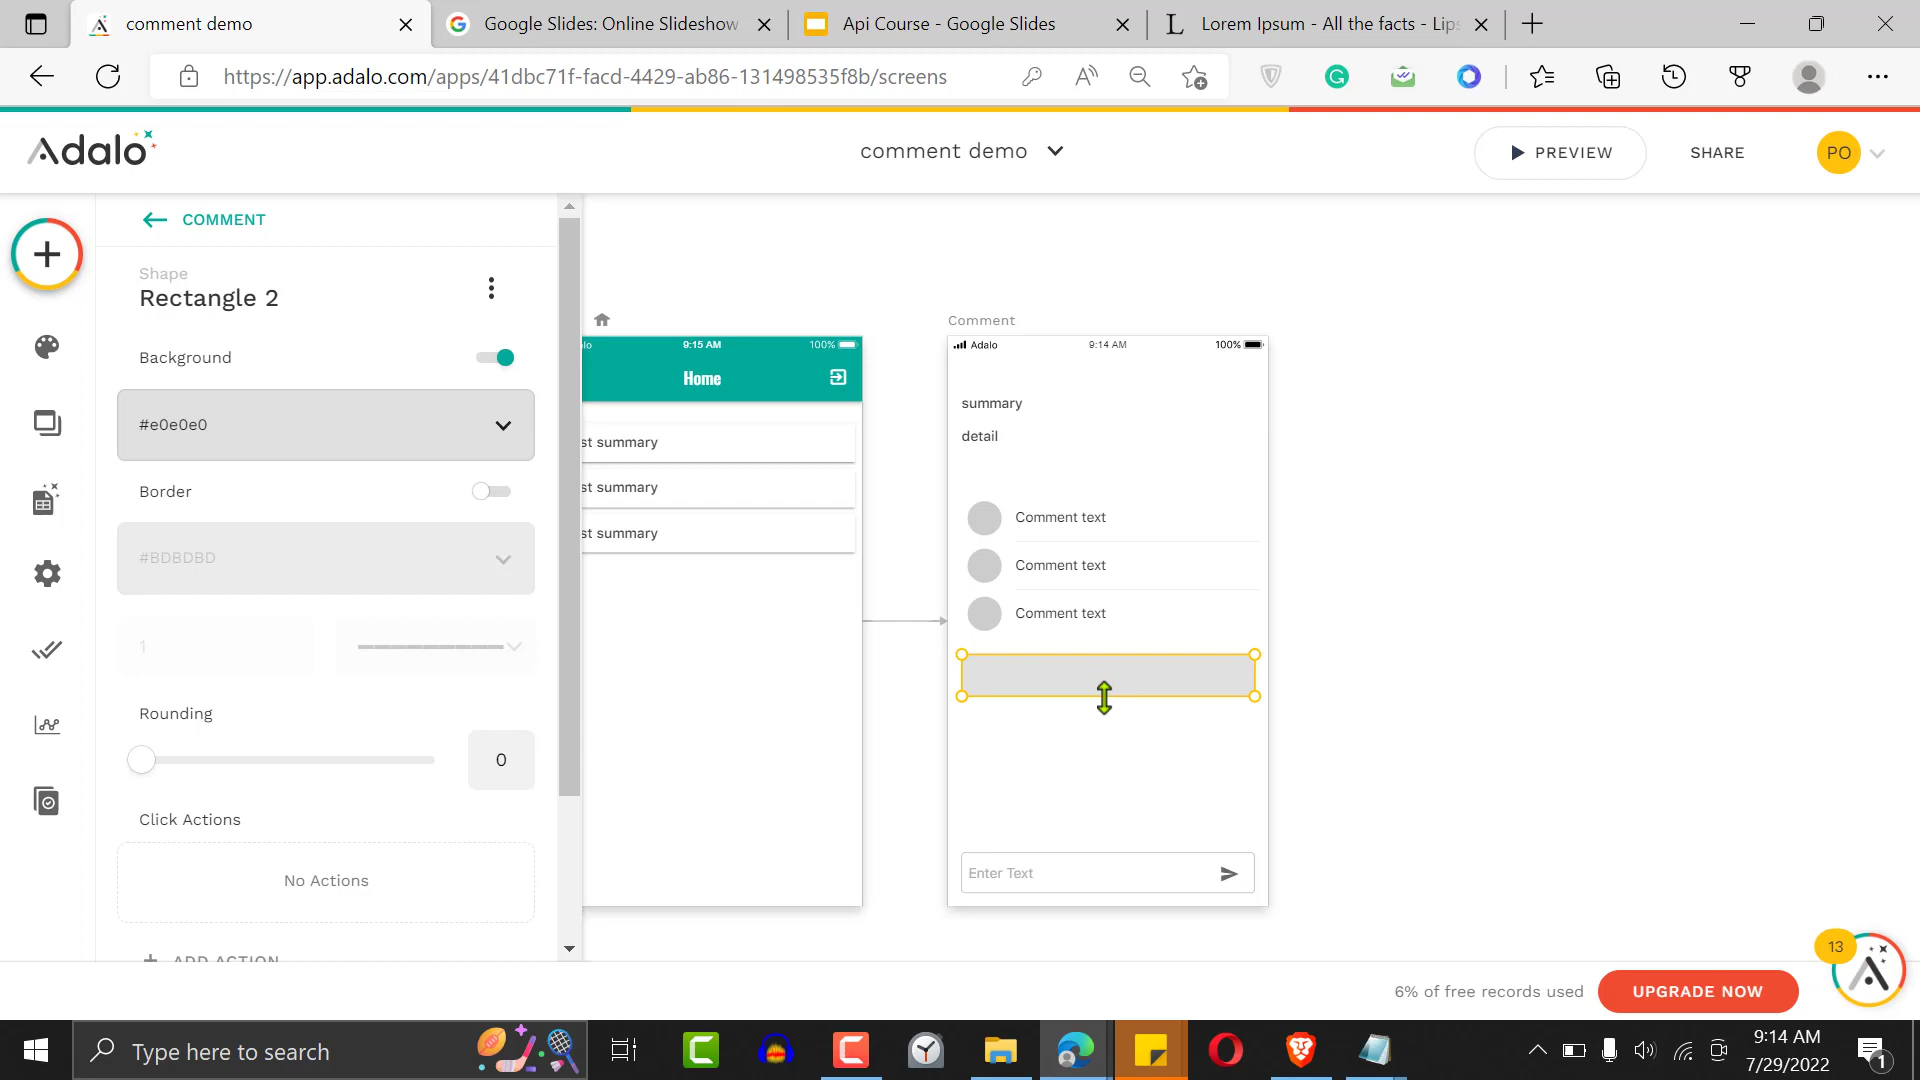 comment demo
Google Slides: Online Slideshow
Api Course - Google Slides
Lorem Ipsum - All the facts - Lip
https://app.adalo.com/apps/41dbc71f-facd-4429-ab86-131498535f8b/screens
Adalo
comment demo
PREVIEW
SHARE
PO
COMMENT
Shape
Rectangle 2
Background
#e0e0e0
Border
#BDBDBD
1
Rounding
0
Click Actions
No Actions
ADD ACTION
lo
9:15 AM
100%
Home
st summary
st summary
st summary
Comment
Adalo
9:14 AM
100%
summary
detail
Comment text
Comment text
Comment text
Enter Text
13
6% of free records used
UPGRADE NOW
Type here to search
9:14 AM
7/29/2022
1